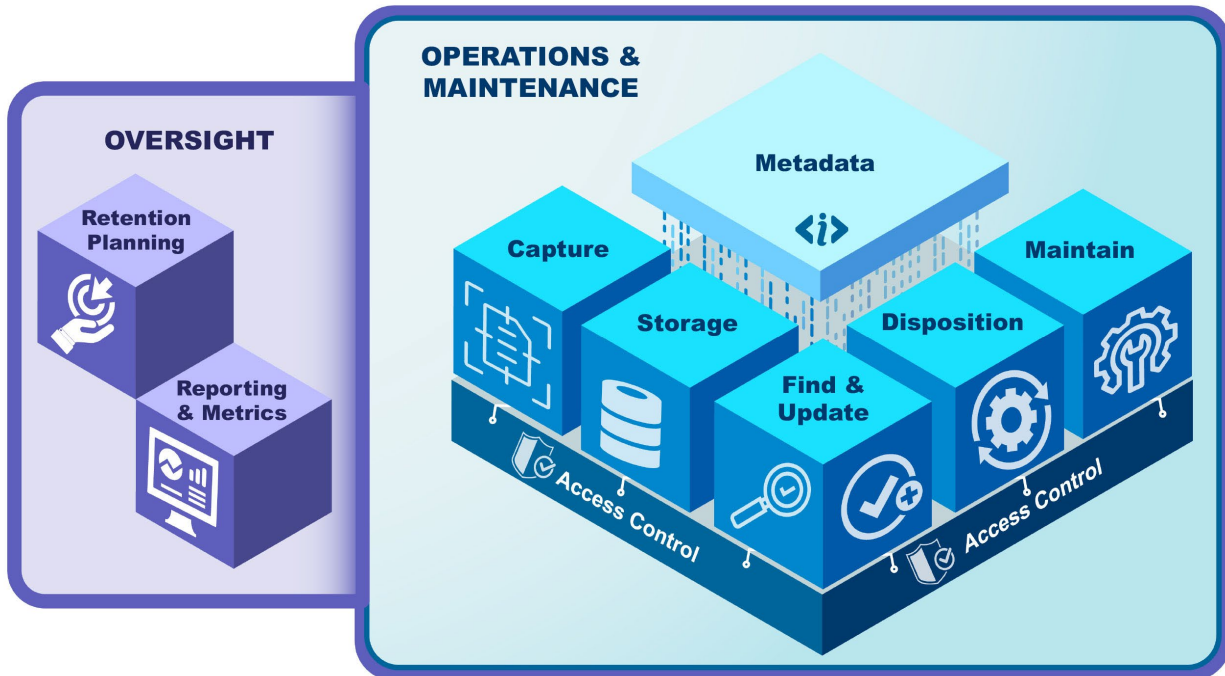 OVERSIGHT
Retention
Planning
Reporting
& Metrics
OPERATIONS &
MAINTENANCE
Metadata
<i>
Capture
Storage
Find &
Update
Disposition
Maintain
Access Control
Access Control